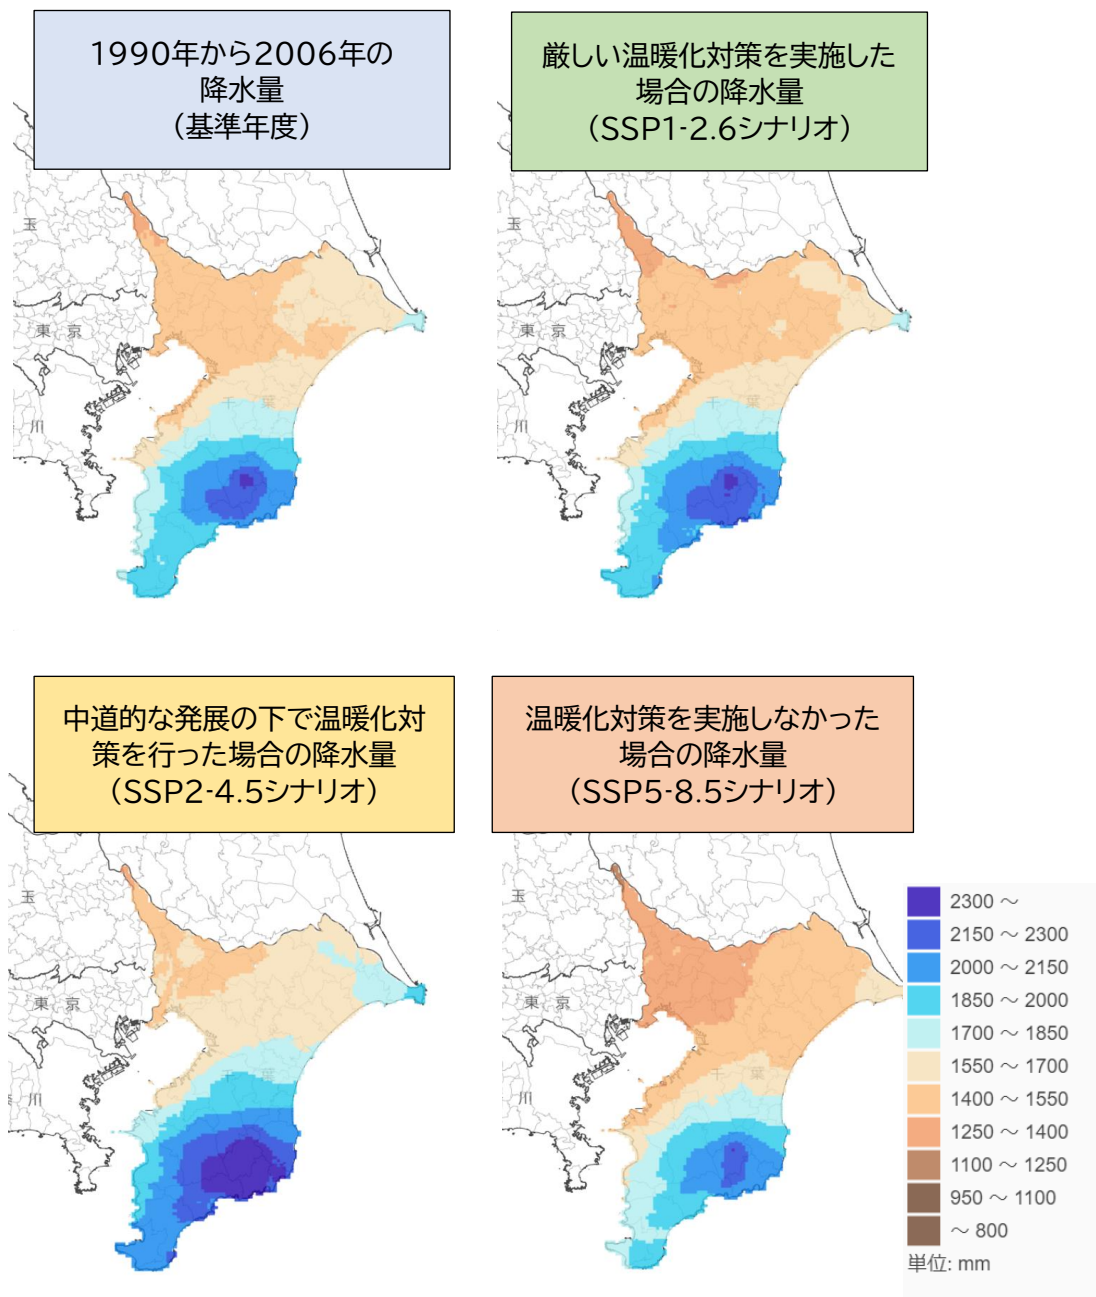 1990年から2006年の
降水量
（基準年度）
厳しい温暖化対策を実施した
場合の降水量
（SSP1-2.6シナリオ）
玉
東 京
川
千 葉
玉
東 京
川
千 葉
中道的な発展の下で温暖化対
策を行った場合の降水量
（SSP2-4.5シナリオ）
温暖化対策を実施しなかった
場合の降水量
（SSP5-8.5シナリオ）
玉
東 京
川
千 葉
玉
東 京
川
千 葉
2300 ～
2150 ～ 2300
2000 ～ 2150
1850 ～ 2000
1700 ～ 1850
1550 ～ 1700
1400 ～ 1550
1250 ～ 1400
1100 ～ 1250
950 ～ 1100
～ 800
単位: mm